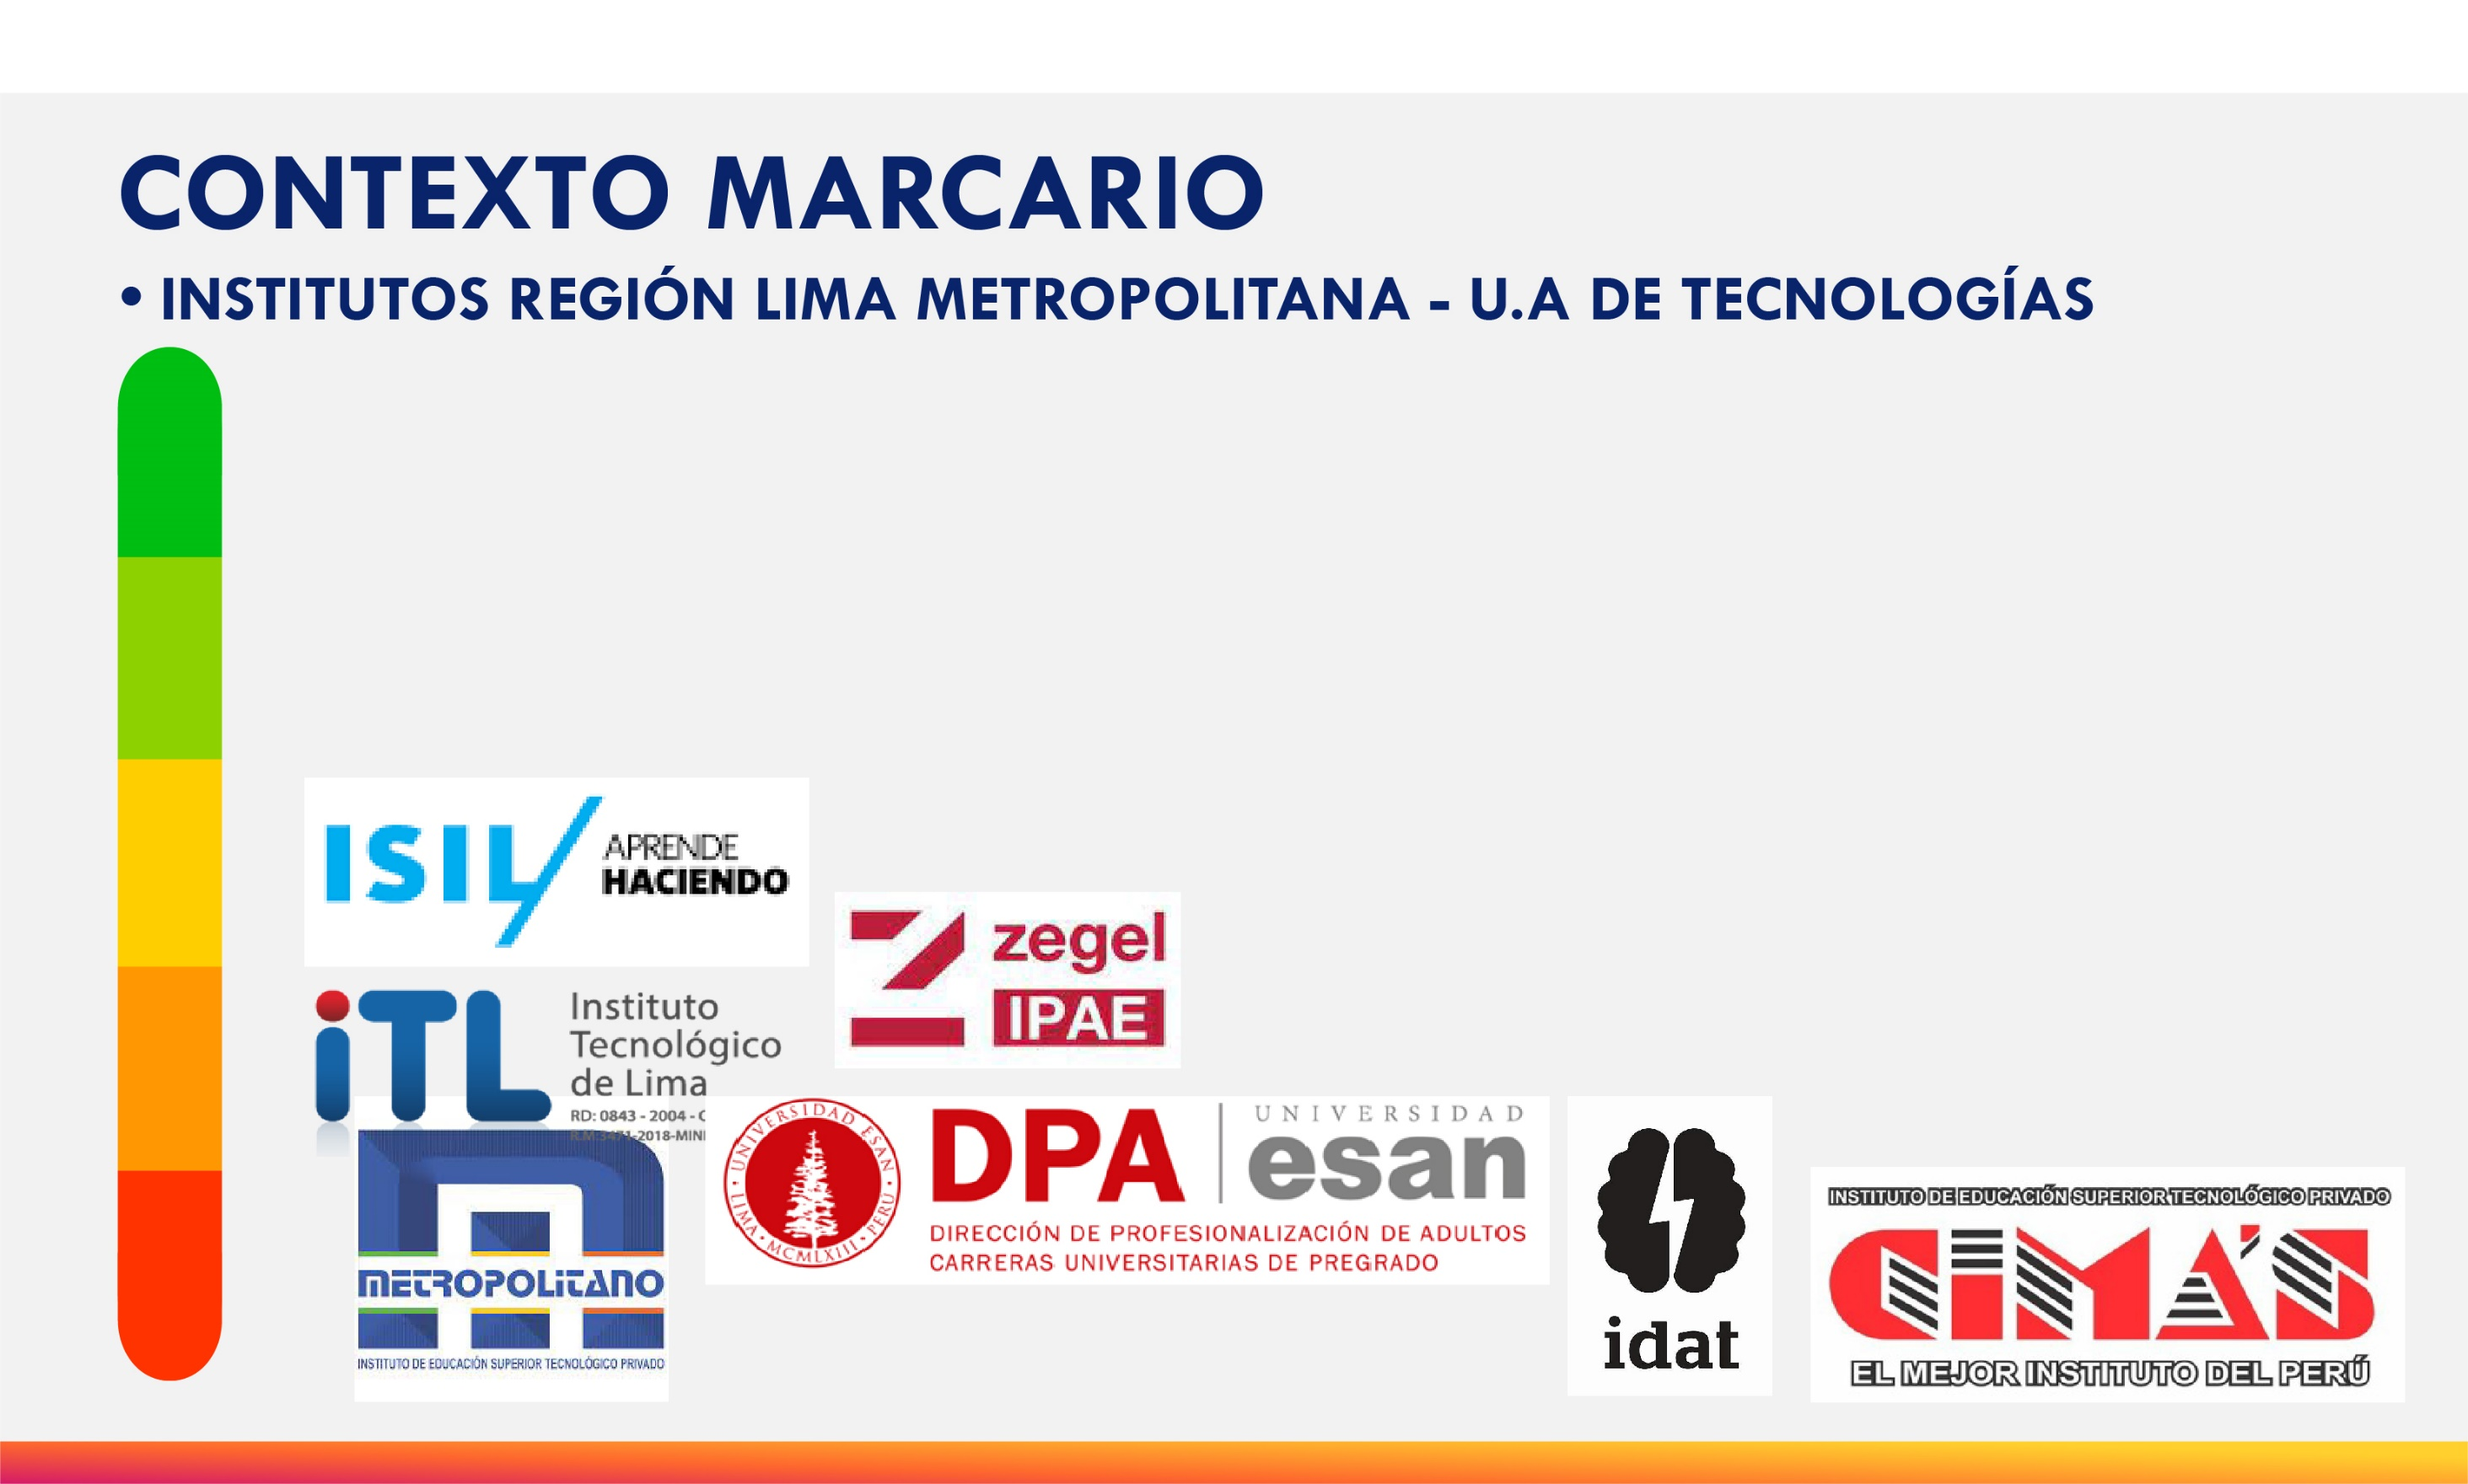 CONTEXTO MARCARIO
• INSTITUTOS REGIÓN LIMA METROPOLITANA - U.A DE TECNOLOGÍAS
ISIL
APRENDE
HACIENDO
zegel
IPAE
iTL
Instituto
Tecnológico
de Lima
RD: 0843 - 2004 -
R.M:3471-2018-MINI
METROPOLiTANO
INSTITUTO DE EDUCACIÓN SUPERIOR TECNOLÓGICO PRIVADO
UNIVERSIDAD ESAN
LIMA • MCMLXIII • PERU
DPA
UNIVERSIDAD
esan
DIRECCIÓN DE PROFESIONALIZACIÓN DE ADULTOS
CARRERAS UNIVERSITARIAS DE PREGRADO
idat
INSTITUTO DE EDUCACIÓN SUPERIOR TECNOLÓGICO PRIVADO
CiMA'S
EL MEJOR INSTITUTO DEL PERÚ